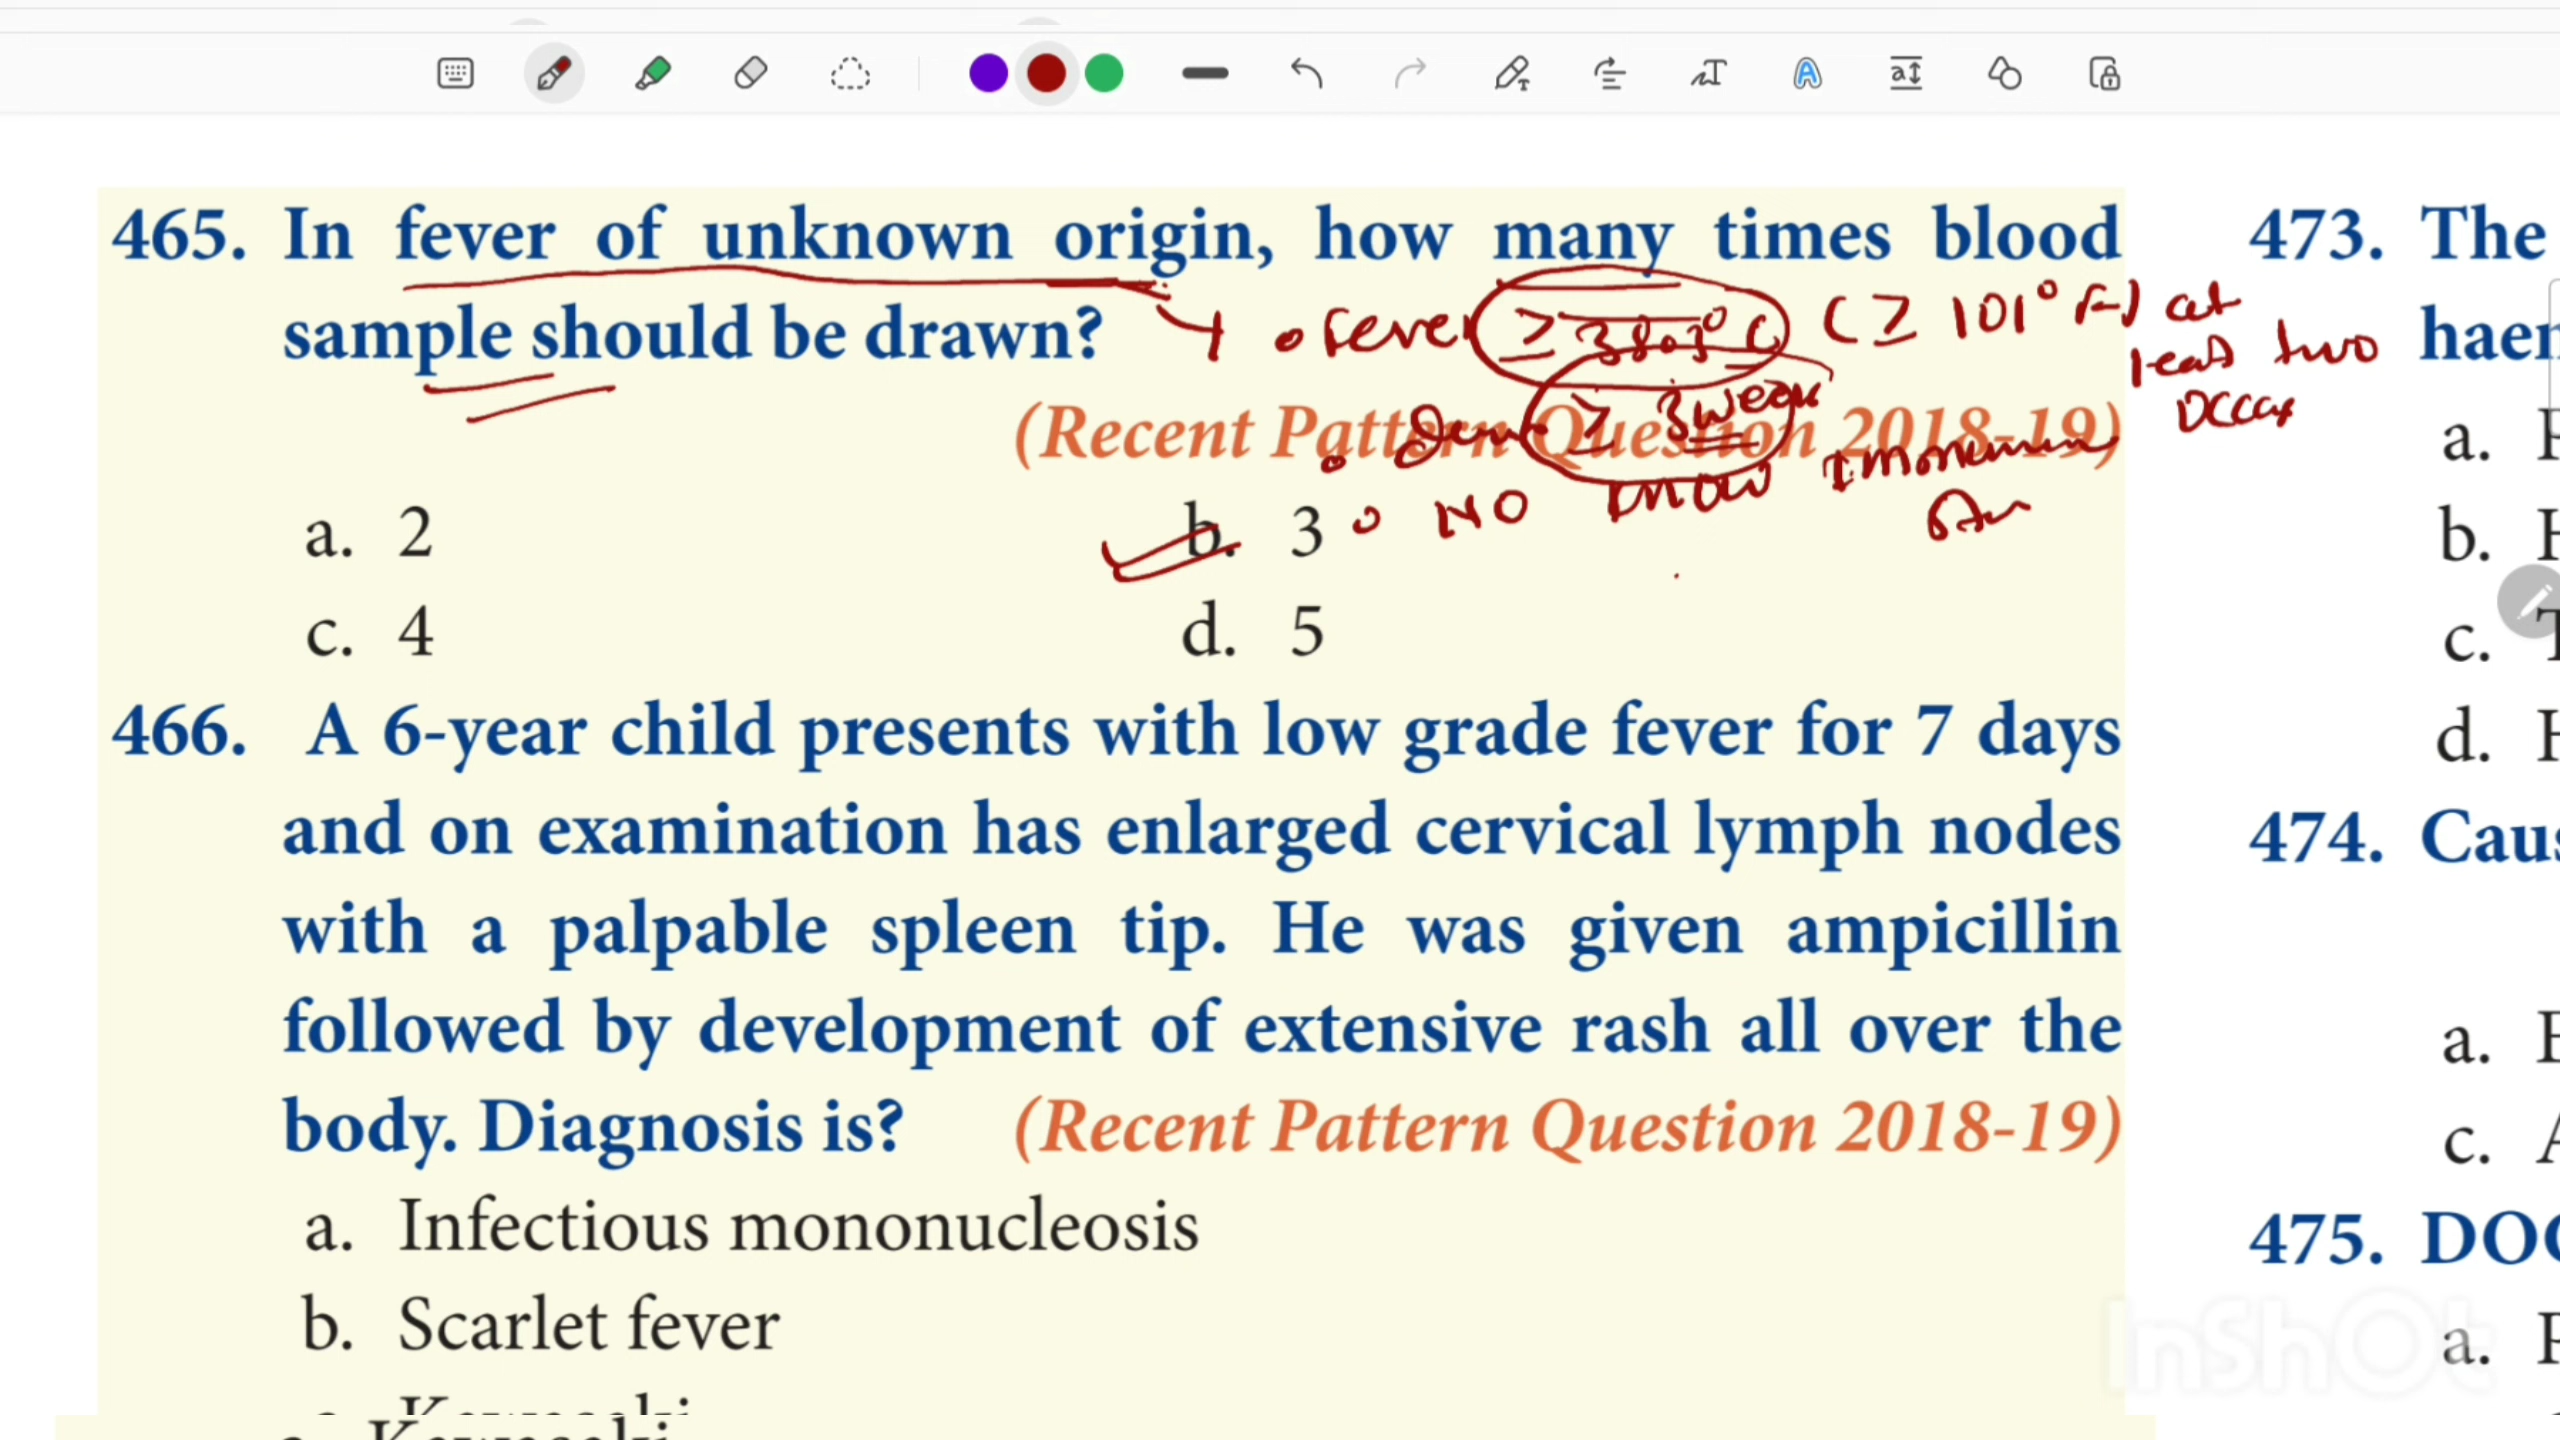 465. In fever of unknown origin, how many times blood
sample should be drawn?
• fever ≥ 38.3° C (≥ 101° F) at
least two
(Recent Pattern Question 2018-19)
≥ 3 week
a. 2
b. 3
• NO know
c. 4
d. 5
466. A 6-year child presents with low grade fever for 7 days
and on examination has enlarged cervical lymph nodes
with a palpable spleen tip. He was given ampicillin
followed by development of extensive rash all over the
body. Diagnosis is?
(Recent Pattern Question 2018-19)
a. Infectious mononucleosis
b. Scarlet fever
473. The
a.
b.
c.
d.
474. Caus
a.
c.
475.
a.
InShOt